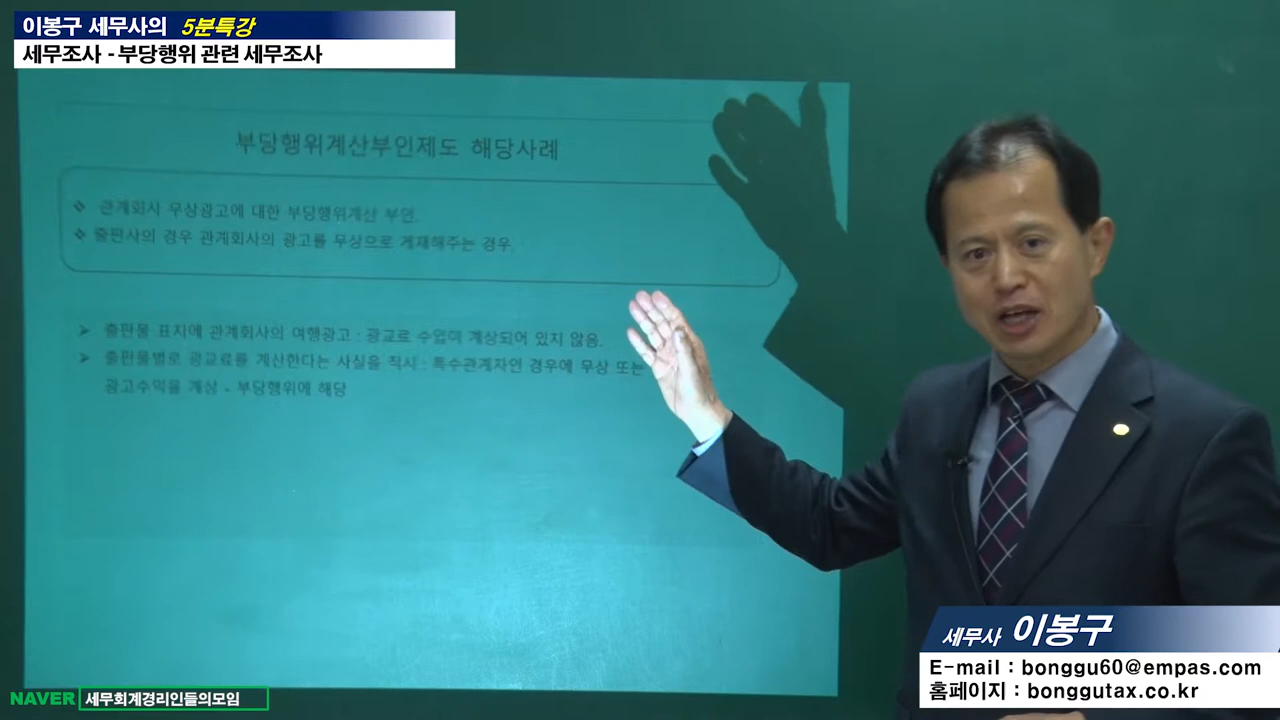 이봉구 세무사의 5분특강
세무조사 - 부당행위 관련 세무조사
부당행위계산부인제도 해당사례
❖ 관계회사 무상광고에 대한 부당행위계산 부인.
❖ 출판사의 경우 관계회사의 광고를 무상으로 게재해주는 경우.
➢ 출판물 표지에 관계회사의 여행광고 : 광고료 수입이 계상되어 있지 않음.
➢ 출판물별로 광교료를 계산한다는 사실을 적시 : 특수관계자인 경우에 무상 또는
광고수익을 계상 - 부당행위에 해당
세무사 이봉구
E-mail : bonggu60@empas.com
홈페이지 : bonggutax.co.kr
NAVER 세무회계경리인들의모임